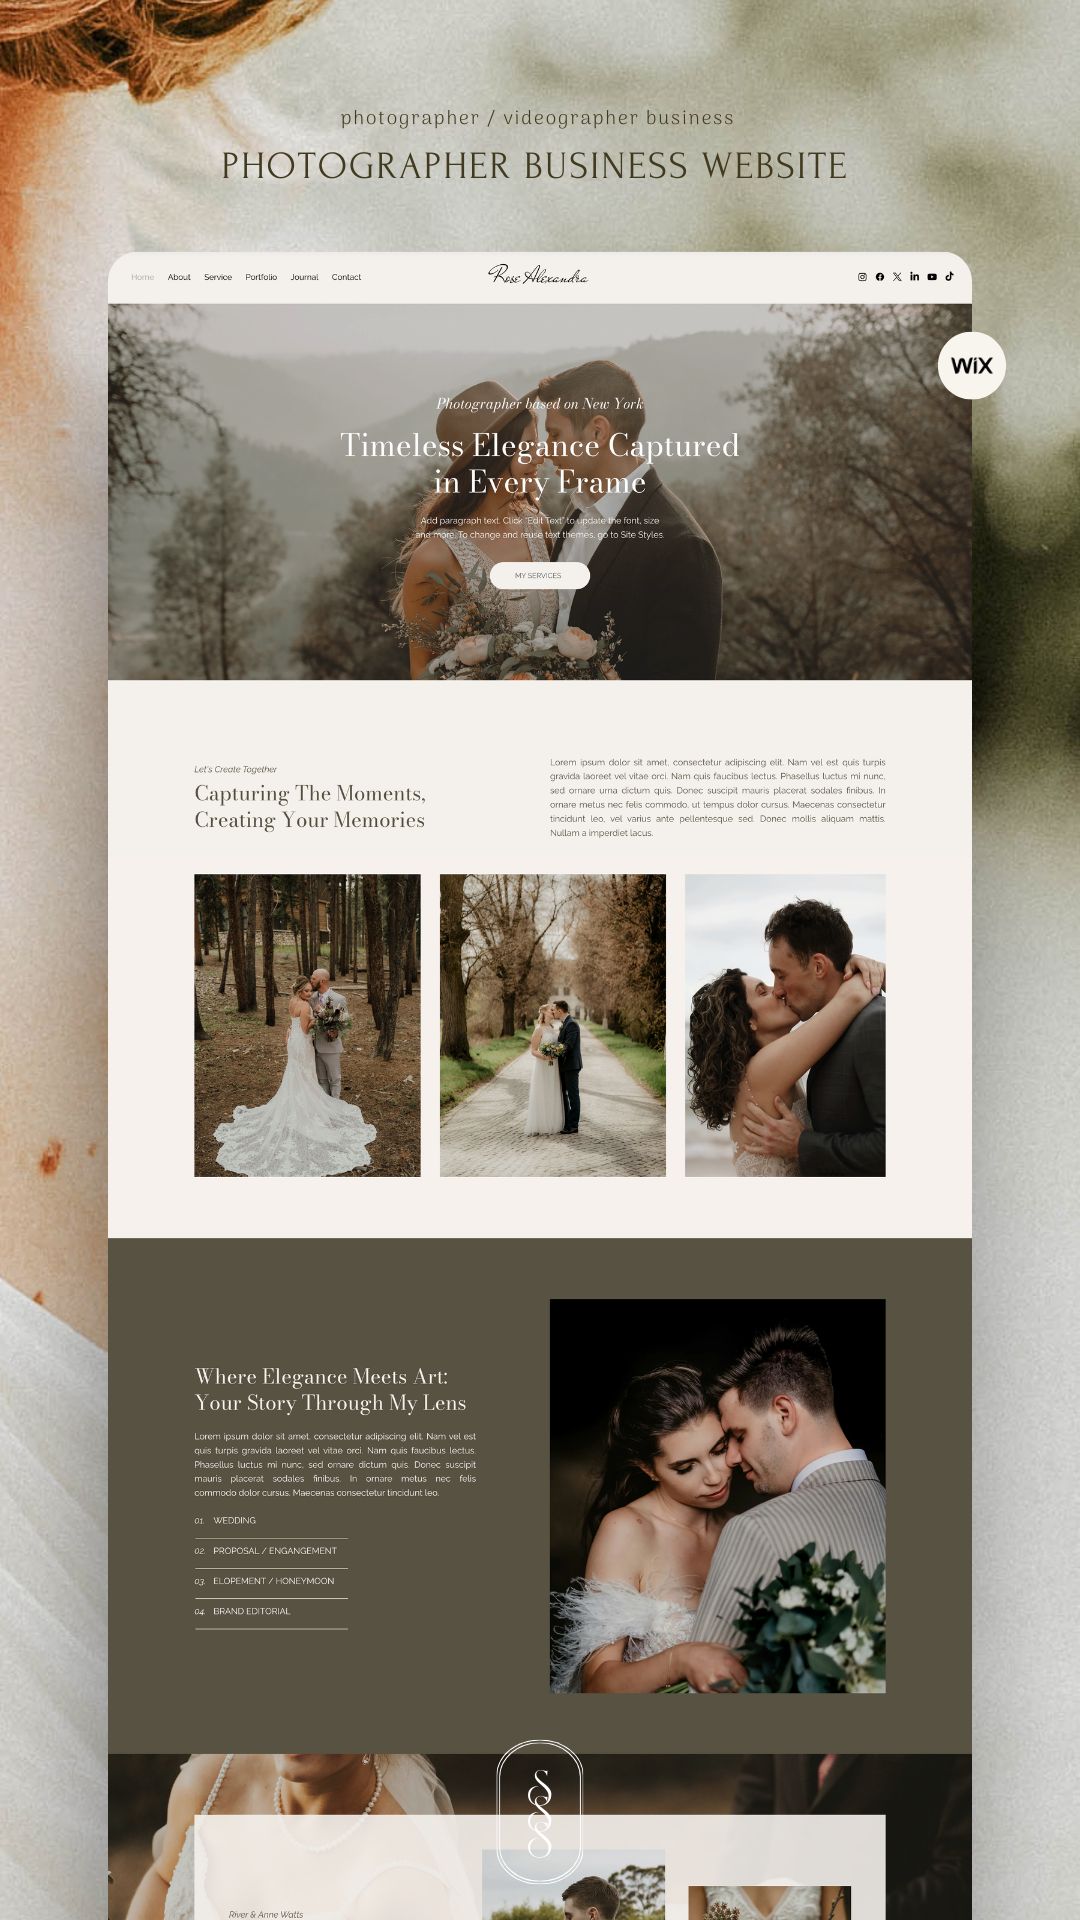 photographer / videographer business
PHOTOGRAPHER BUSINESS WEBSITE
Home About Service Portfolio Journal Contact
Rose Alexandra
WiX
Photographer based on New York
Timeless Elegance Captured
in Every Frame
Add paragraph text. Click "Edit Text" to update the font, size
and more. To change and reuse text themes, go to Site Styles.
MY SERVICES
Let's Create Together
Capturing The Moments,
Creating Your Memories
Lorem ipsum dolor sit amet, consectetur adipiscing elit. Nam vel est quis turpis
gravida laoreet vel vitae orci. Nam quis faucibus lectus. Phasellus luctus mi nunc,
sed ornare urna dictum quis. Donec suscipit mauris placerat sodales finibus. In
ornare metus nec felis commodo, ut tempus dolor cursus. Maecenas consectetur
tincidunt leo, vel varius ante pellentesque sed. Donec mollis aliquam mattis.
Nullam a imperdiet lacus.
Where Elegance Meets Art:
Your Story Through My Lens
Lorem ipsum dolor sit amet, consectetur adipiscing elit. Nam vel est
quis turpis gravida laoreet vel vitae orci. Nam quis faucibus lectus.
Phasellus luctus mi nunc, sed ornare dictum quis. Donec suscipit
mauris placerat sodales finibus. In ornare metus nec felis
commodo dolor cursus. Maecenas consectetur tincidunt leo.
01. WEDDING
02. PROPOSAL / ENGANGEMENT
03. ELOPEMENT / HONEYMOON
04. BRAND EDITORIAL
River & Anne Watts